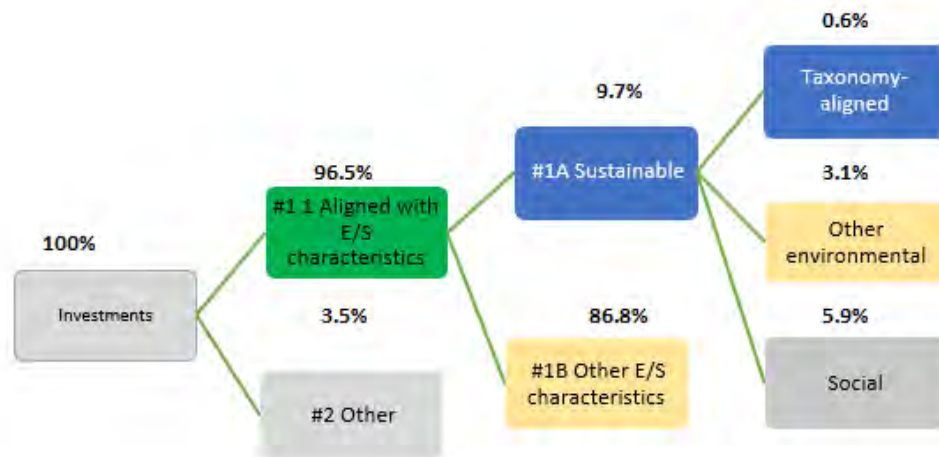 0.6%
Taxonomy-
aligned
9.7%
#1A Sustainable
3.1%
96.5%
#1 1 Aligned with
E/S
characteristics
Other
environmental
100%
Investments
3.5%
86.8%
5.9%
#1B Other E/S
characteristics
Social
#2 Other